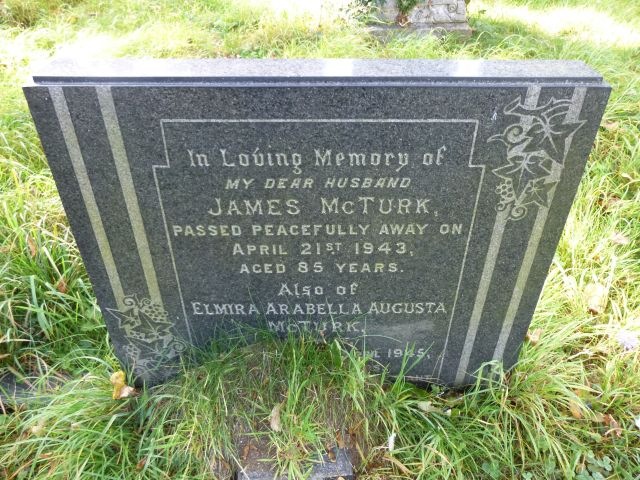 In Loving Memory of
MY DEAR HUSBAND
JAMES McTURK,
PASSED PEACEFULLY AWAY ON
APRIL 21ST 1943,
AGED 85 YEARS.
Also of
ELMIRA ARABELLA AUGUSTA
McTURK,
1945.